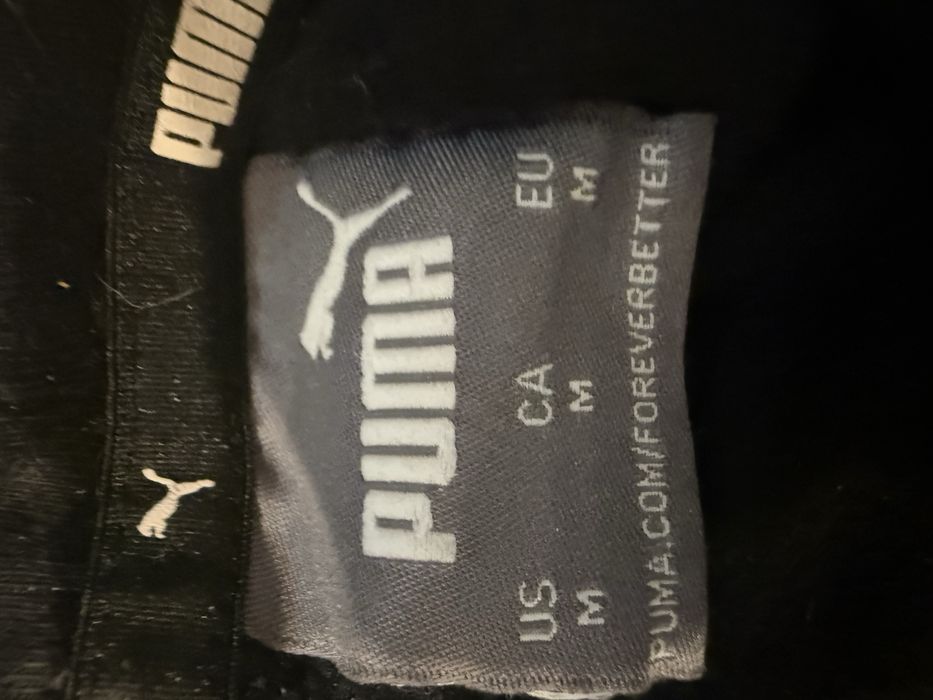 PUMA
PUMA
US CA EU
M M M
PUMA.COM/FOREVERBETTER